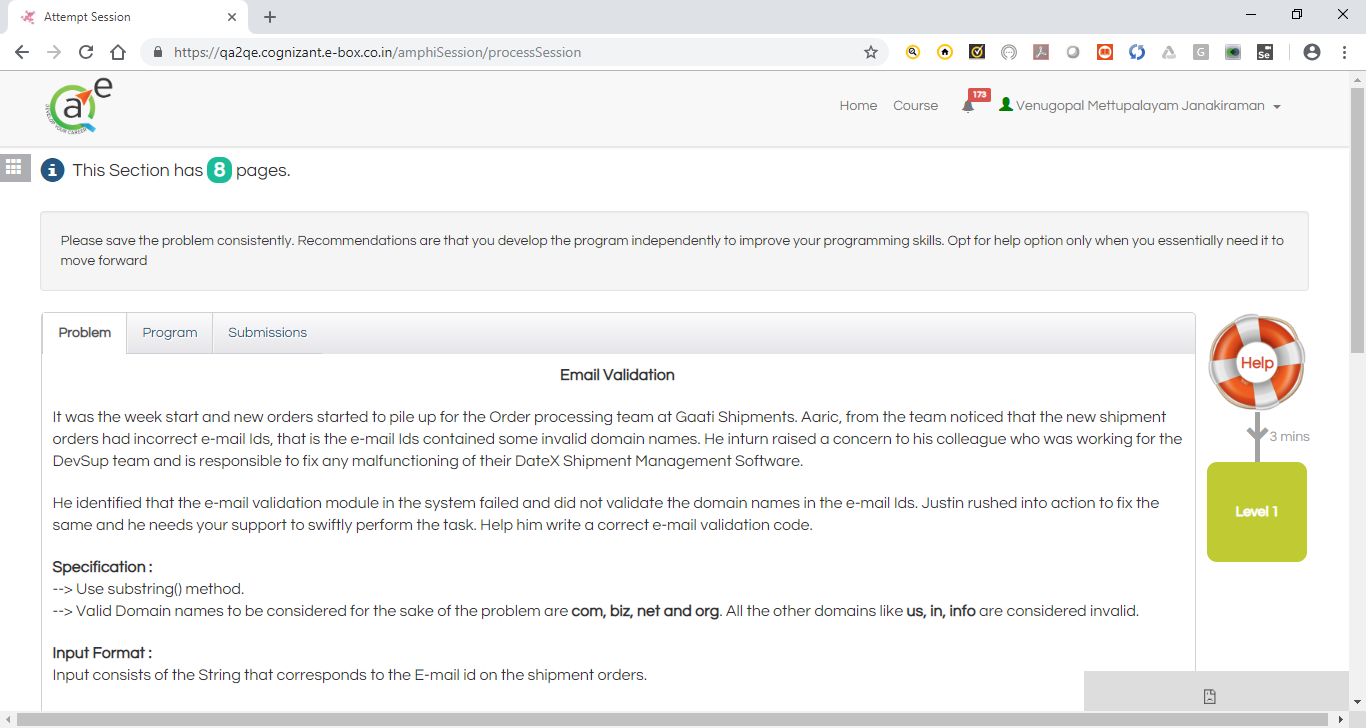 Attempt Session
https://qa2qe.cognizant.e-box.co.in/amphiSession/processSession
G
Se
a e
DEVELOP YOUR CAREER
Home Course 173 Venugopal Mettupalayam Janakiraman
This Section has 8 pages.
Please save the problem consistently. Recommendations are that you develop the program independently to improve your programming skills. Opt for help option only when you essentially need it to
move forward
Problem Program Submissions
Help
3 mins
Level 1
Email Validation
It was the week start and new orders started to pile up for the Order processing team at Gaati Shipments. Aaric, from the team noticed that the new shipment
orders had incorrect e-mail Ids, that is the e-mail Ids contained some invalid domain names. He inturn raised a concern to his colleague who was working for the
DevSup team and is responsible to fix any malfunctioning of their DateX Shipment Management Software.
He identified that the e-mail validation module in the system failed and did not validate the domain names in the e-mail Ids. Justin rushed into action to fix the
same and he needs your support to swiftly perform the task. Help him write a correct e-mail validation code.
Specification :
--> Use substring() method.
--> Valid Domain names to be considered for the sake of the problem are com, biz, net and org. All the other domains like us, in, info are considered invalid.
Input Format :
Input consists of the String that corresponds to the E-mail id on the shipment orders.